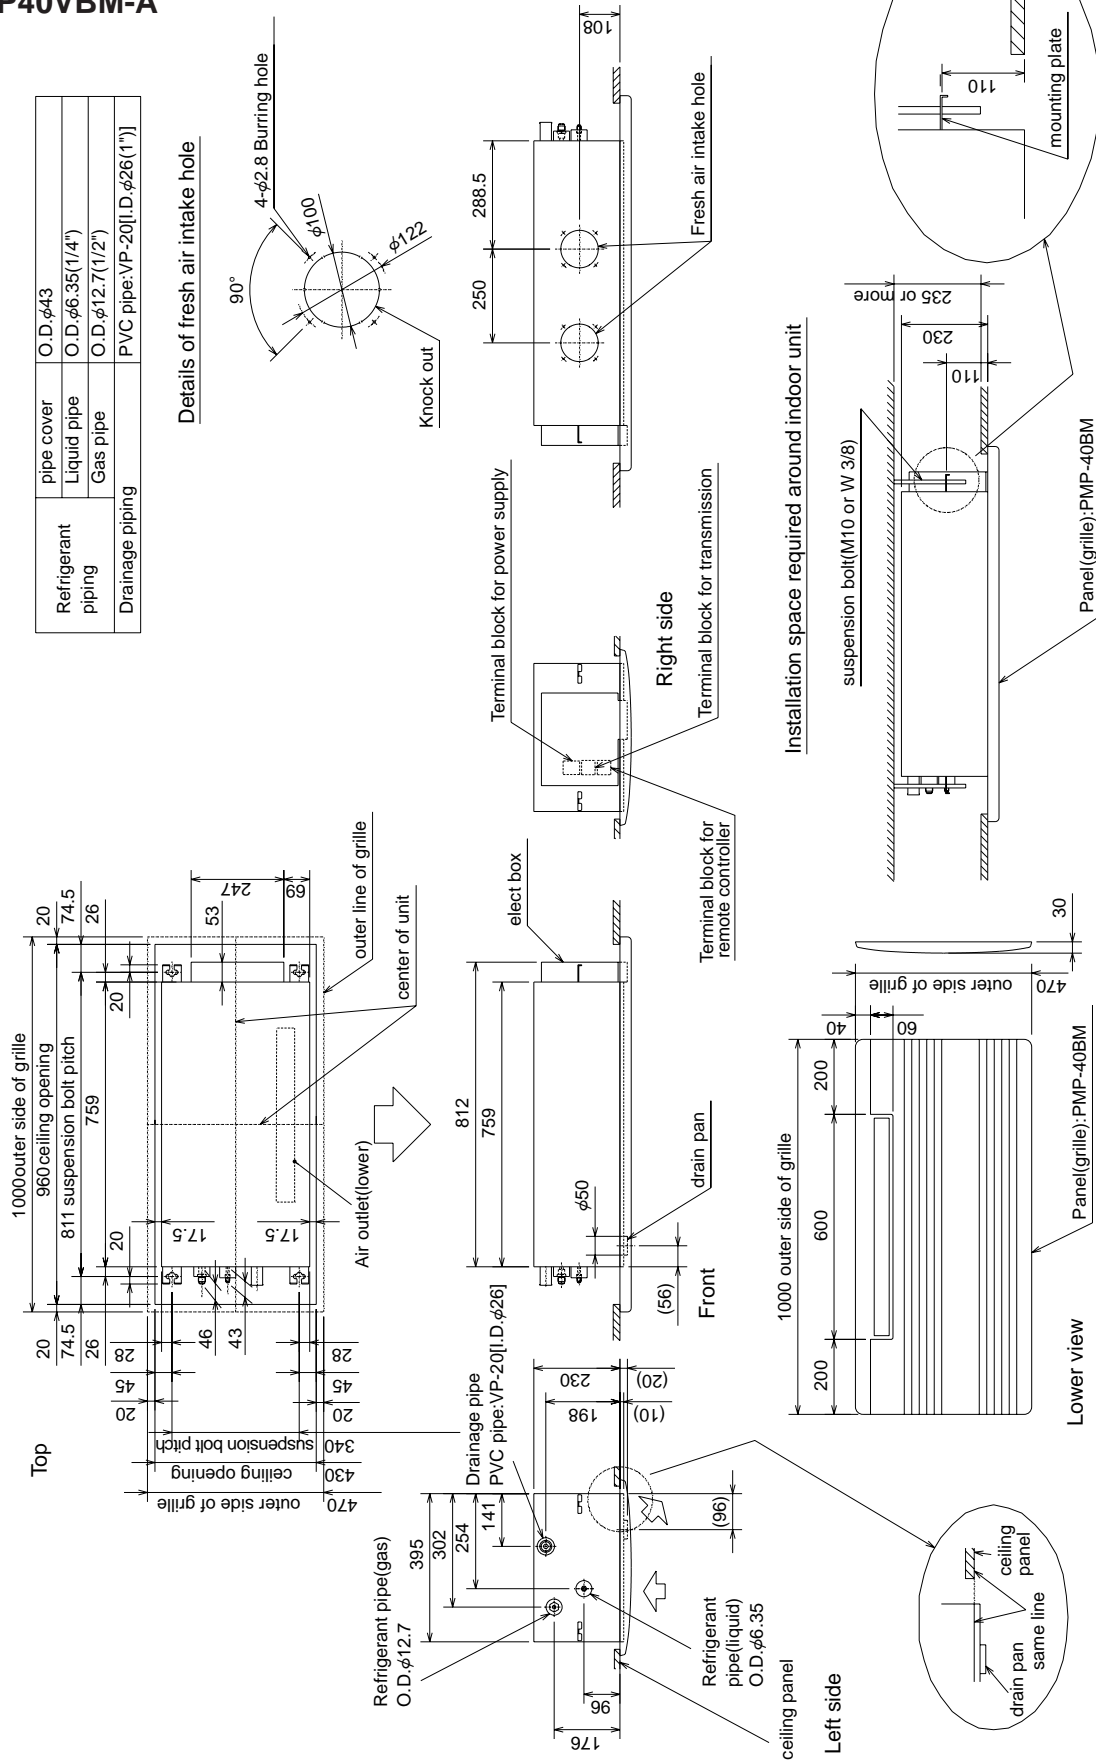 P40VBM-A
Refrigerant piping
pipe cover
O.D.ϕ43
Liquid pipe
O.D.ϕ6.35(1/4")
Gas pipe
O.D.ϕ12.7(1/2")
Drainage piping
PVC pipe:VP-20[I.D.ϕ26(1")]
Details of fresh air intake hole
90°
4-ϕ2.8 Burring hole
ϕ100
ϕ122
Knock out
Top
1000outer side of grille
960ceiling opening
811 suspension bolt pitch
759
20
74.5
26
20
20
74.5
26
20
53
247
69
outer line of grille
center of unit
17.5
17.5
Air outlet(lower)
46
43
28
45
20
28
45
20
340 suspension bolt pitch
430 ceiling opening
470 outer side of grille
Left side
Refrigerant pipe(gas)
O.D.ϕ12.7
Drainage pipe
PVC pipe:VP-20[I.D.ϕ26]
395
302
254
141
230
198
(20)
(10)
(96)
96
176
Refrigerant
pipe(liquid)
O.D.ϕ6.35
ceiling panel
drain pan
same line
ceiling
panel
Front
812
759
ϕ50
(56)
elect box
drain pan
Right side
Terminal block for power supply
Terminal block for transmission
Terminal block for
remote controller
288.5
250
108
Fresh air intake hole
Lower view
1000 outer side of grille
200
600
200
40
60
470
outer side of grille
30
Panel(grille):PMP-40BM
Installation space required around indoor unit
suspension bolt(M10 or W 3/8)
235 or more
230
110
Panel(grille):PMP-40BM
110
mounting plate